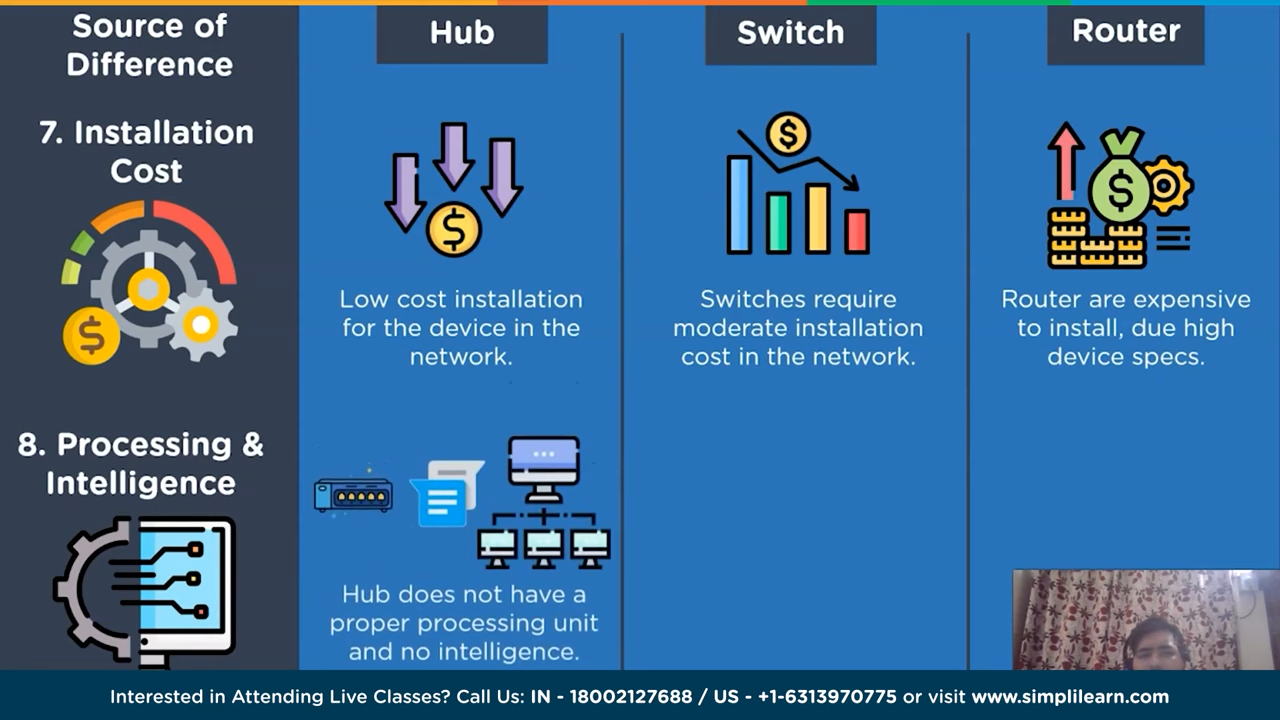 Source of
Difference
Hub
Switch
Router
7. Installation
Cost
Low cost installation
for the device in the
network.
Switches require
moderate installation
cost in the network.
Router are expensive
to install, due high
device specs.
8. Processing &
Intelligence
Hub does not have a
proper processing unit
and no intelligence.
Interested in Attending Live Classes? Call Us: IN - 18002127688 / US - +1-6313970775 or visit www.simplilearn.com